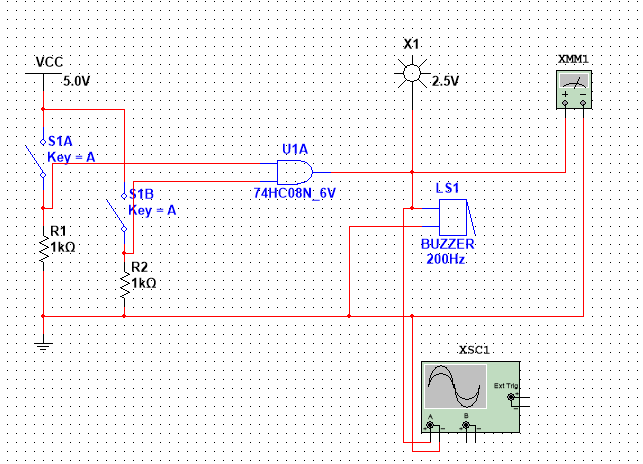 X1
VCC
XMM1
5.0V
2.5V
S1A
Key = A
U1A
74HC08N_6V
S1B
Key = A
LS1
R1
1kΩ
BUZZER
200Hz
R2
1kΩ
XSC1
Ext Trig
A
B